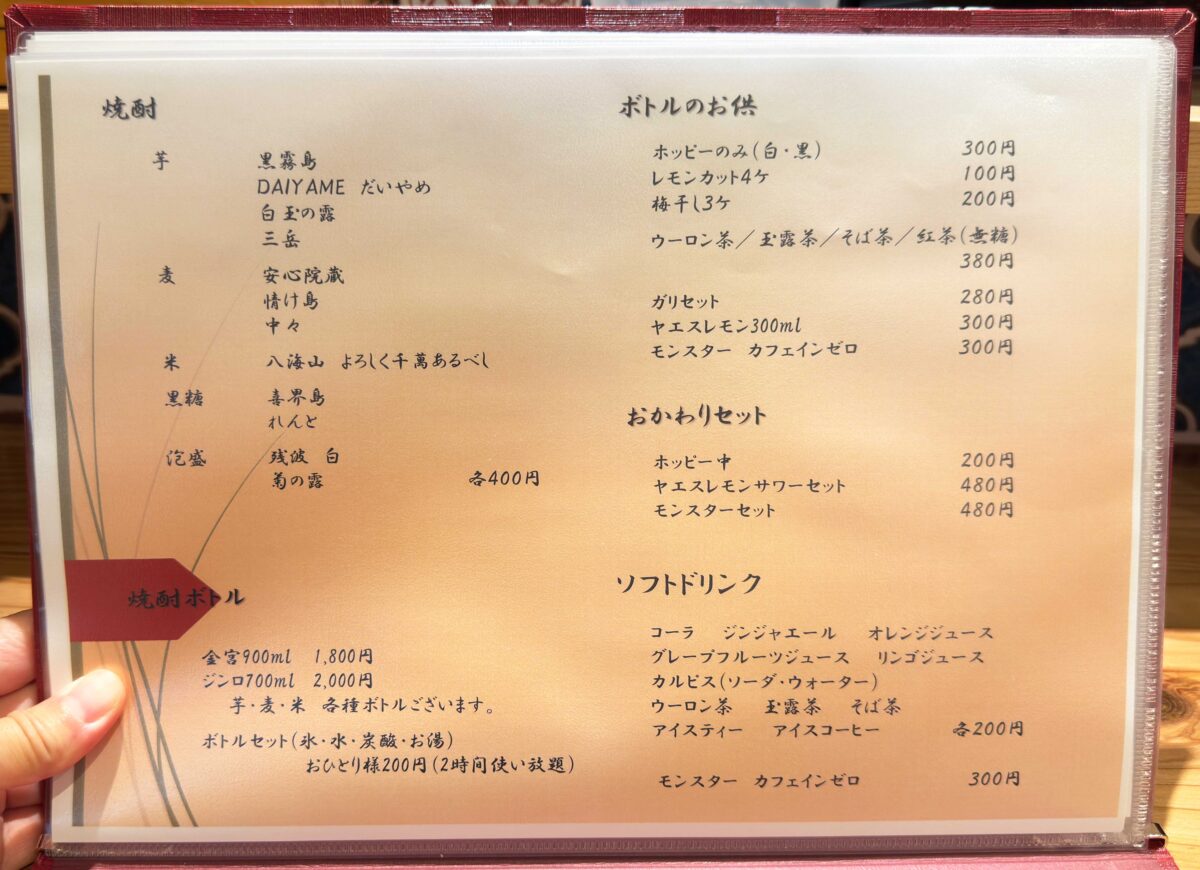 焼酎
芋　黒霧島
DAIYAME だいやめ
白玉の露
三岳
麦　安心院蔵
情け島
中々
米　八海山 よろしく千萬あるべし
黒糖　喜界島
れんと
泡盛　残波 白
菊の露　各400円
焼酎ボトル
金宮900ml 1,800円
ジンロ700ml 2,000円
芋・麦・米 各種ボトルございます。
ボトルセット(氷・水・炭酸・お湯)
おひとり様200円(2時間使い放題)
ボトルのお供
ホッピーのみ(白・黒) 300円
レモンカット4ケ 100円
梅干し3ケ 200円
ウーロン茶／玉露茶／そば茶／紅茶(無糖)
380円
ガリセット 280円
ヤエスレモン300ml 300円
モンスター カフェインゼロ 300円
おかわりセット
ホッピー中 200円
ヤエスレモンサワーセット 480円
モンスターセット 480円
ソフトドリンク
コーラ ジンジャエール オレンジジュース
グレープフルーツジュース リンゴジュース
カルピス(ソーダ・ウォーター)
ウーロン茶 玉露茶 そば茶
アイスティー アイスコーヒー 各200円
モンスター カフェインゼロ 300円